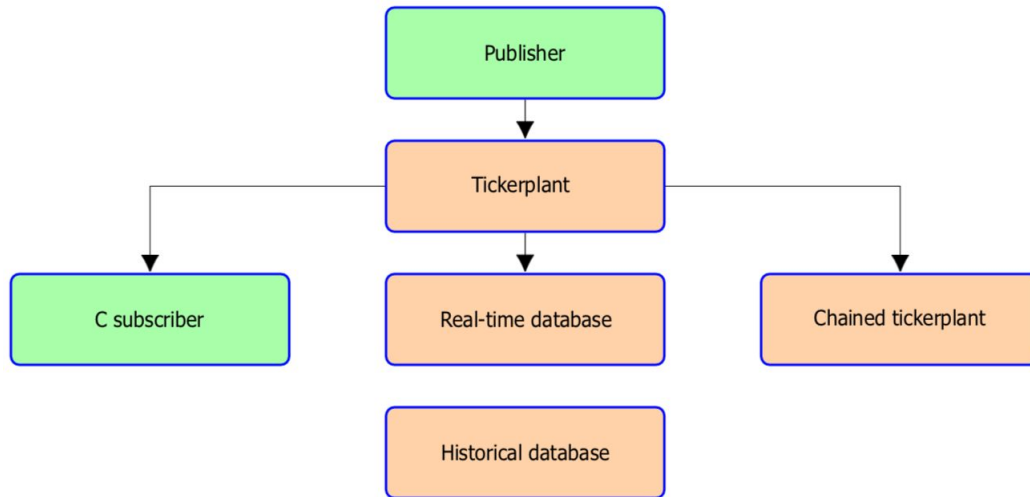 Publisher
Tickerplant
C subscriber
Real-time database
Chained tickerplant
Historical database